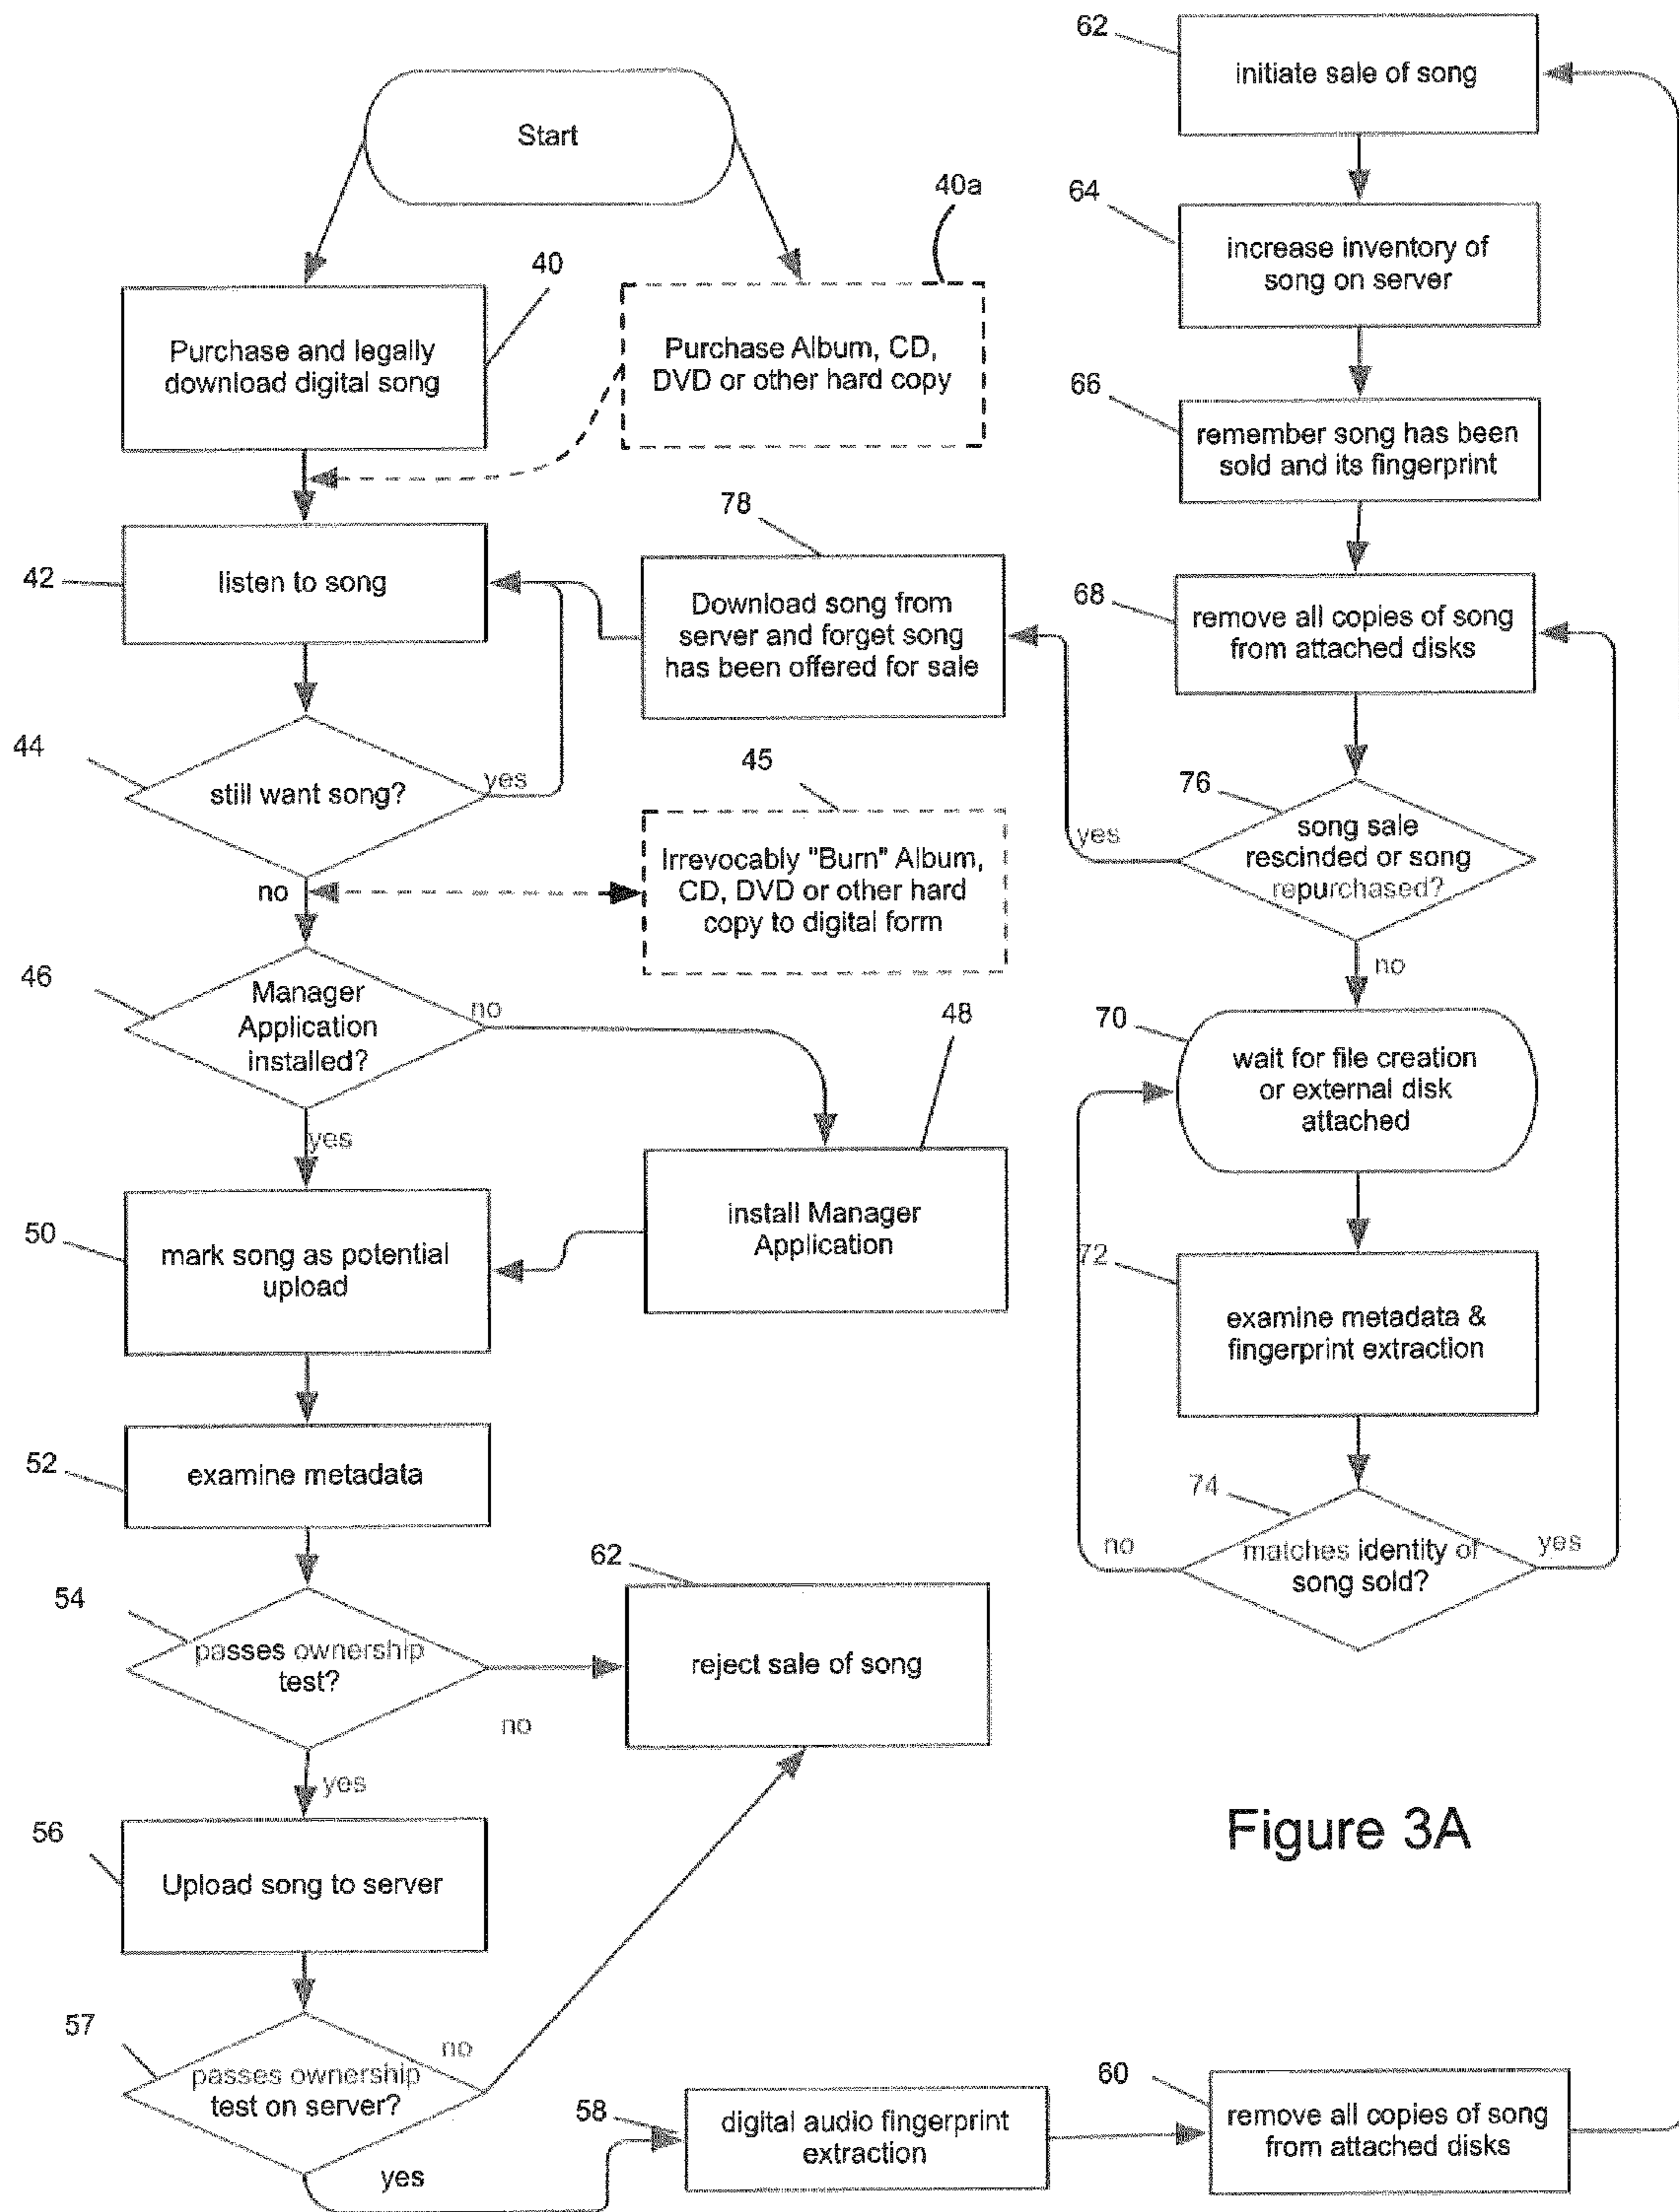 Start
40
Purchase and legally
download digital song
40a
Purchase Album, CD,
DVD or other hard copy
42
listen to song
44
still want song?
yes
no
45
Irrevocably "Burn" Album,
CD, DVD or other hard
copy to digital form
46
Manager
Application
installed?
no
yes
48
install Manager
Application
50
mark song as potential
upload
52
examine metadata
54
passes ownership
test?
no
yes
62
reject sale of song
56
Upload song to server
57
passes ownership
test on server?
no
yes
58
digital audio fingerprint
extraction
60
remove all copies of song
from attached disks
62
initiate sale of song
64
increase inventory of
song on server
66
remember song has been
sold and its fingerprint
68
remove all copies of song
from attached disks
76
song sale
rescinded or song
repurchased?
yes
no
78
Download song from
server and forget song
has been offered for sale
70
wait for file creation
or external disk
attached
72
examine metadata &
fingerprint extraction
74
matches identity of
song sold?
no
yes
Figure 3A